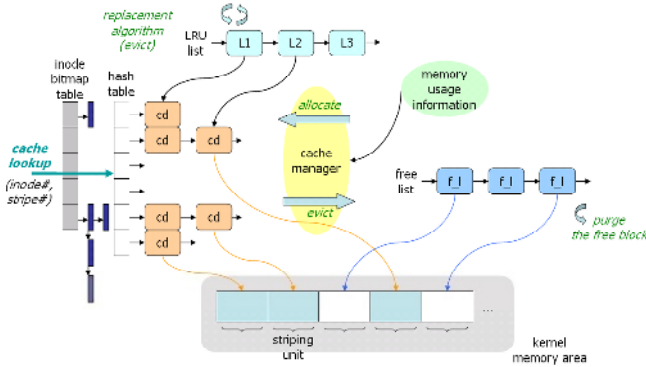 replacement
algorithm
(evict)
LRU
list
L1
L2
L3
inode
bitmap
table
hash
table
memory
usage
information
cd
cd
cd
allocate
cache
lookup
(inode#,
stripe#)
cache
manager
free
list
f_l
f_l
f_l
evict
cd
cd
cd
purge
the free block
...
striping
unit
kernel
memory area